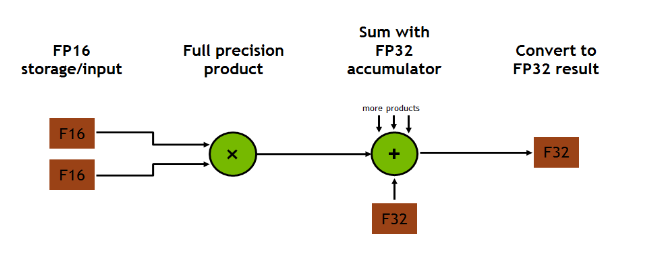 FP16
storage/input
Full precision
product
Sum with
FP32
accumulator
Convert to
FP32 result
more products
F16
F16
×
+
F32
F32